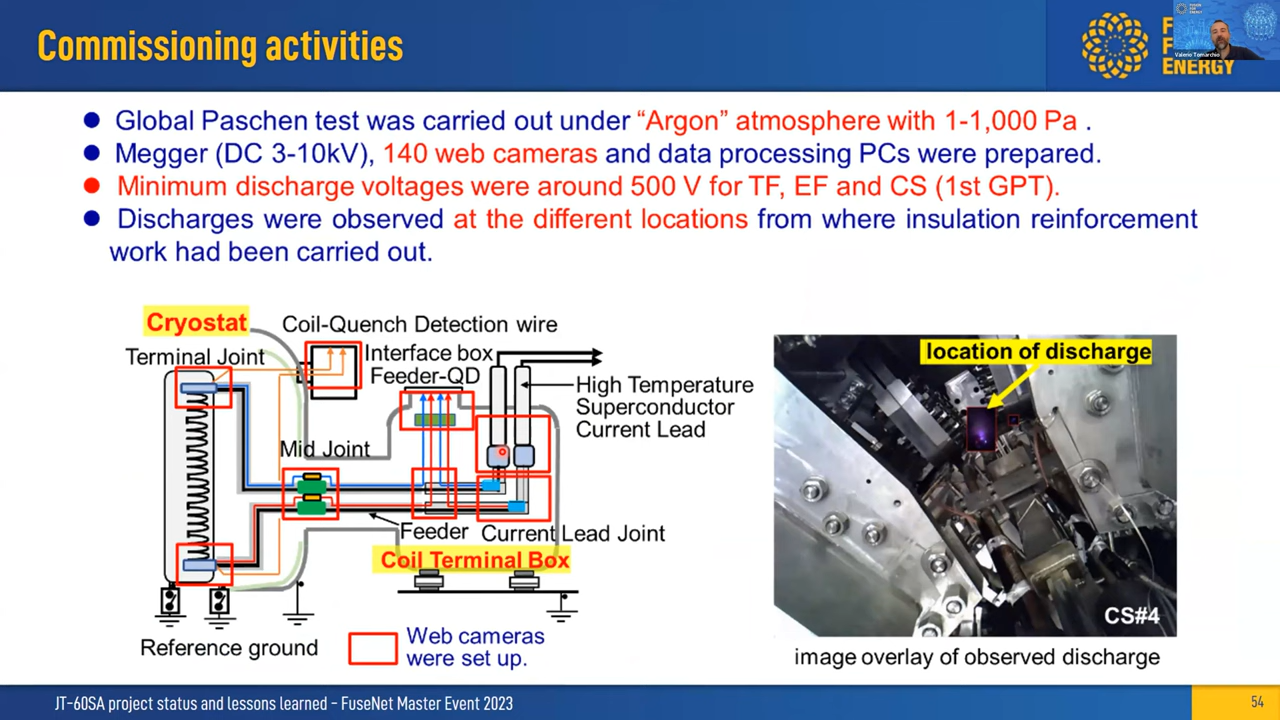 Commissioning activities
ENERGY
Valerio Tomarchio
● Global Paschen test was carried out under “Argon” atmosphere with 1-1,000 Pa .
● Megger (DC 3-10kV), 140 web cameras and data processing PCs were prepared.
● Minimum discharge voltages were around 500 V for TF, EF and CS (1st GPT).
● Discharges were observed at the different locations from where insulation reinforcement
work had been carried out.
Cryostat
Coil-Quench Detection wire
Terminal Joint
Interface box
Feeder-QD
High Temperature
Superconductor
Current Lead
Mid Joint
Feeder
Current Lead Joint
Coil Terminal Box
Reference ground
Web cameras
were set up.
location of discharge
CS#4
image overlay of observed discharge
JT-60SA project status and lessons learned – FuseNet Master Event 2023
54